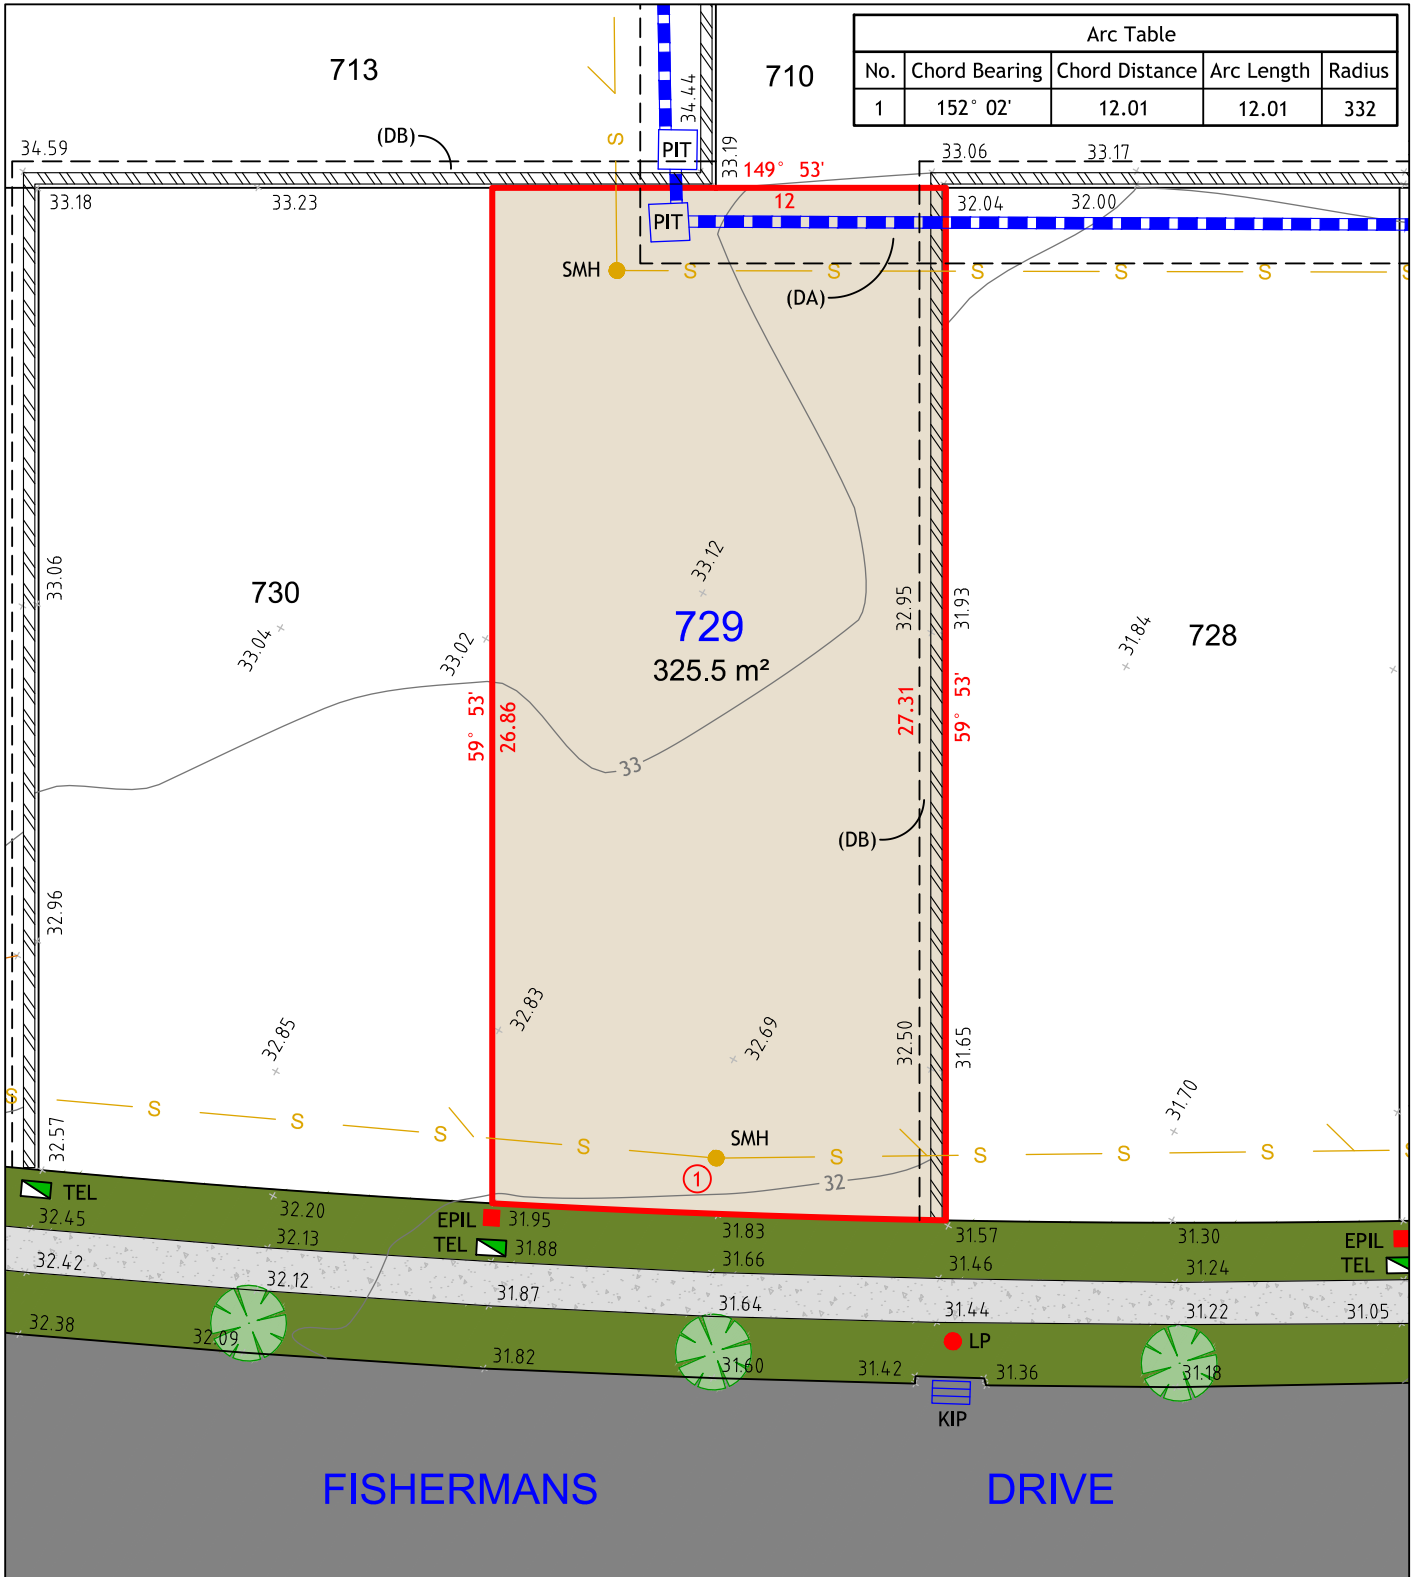 Arc Table
No. Chord Bearing Chord Distance Arc Length Radius
1 152° 02' 12.01 12.01 332
713
710
34.44
S
PIT
(DB)
34.59
33.19
149° 53'
33.06 33.17
33.18 33.23
12
32.04 32.00
PIT
SMH S S S S S S
(DA)
33.06
730
33.04
33.02
33.12
729
325.5 m²
32.95
31.93
31.84
728
59° 53'
26.86
27.31
59° 53'
33
(DB)
32.96
32.85
32.83
32.69
32.50
31.65
31.70
S S S S S SMH S S S S S
32.57
1
32
TEL
32.45 32.20
EPIL 31.95 31.83 31.57 31.30
32.13
TEL 31.88 31.66 31.46 31.24
EPIL
TEL
32.42 32.12 31.87 31.64 31.44 31.22 31.05
32.38 32.09 31.82 31.60 31.42 31.36 31.18
LP
KIP
FISHERMANS DRIVE